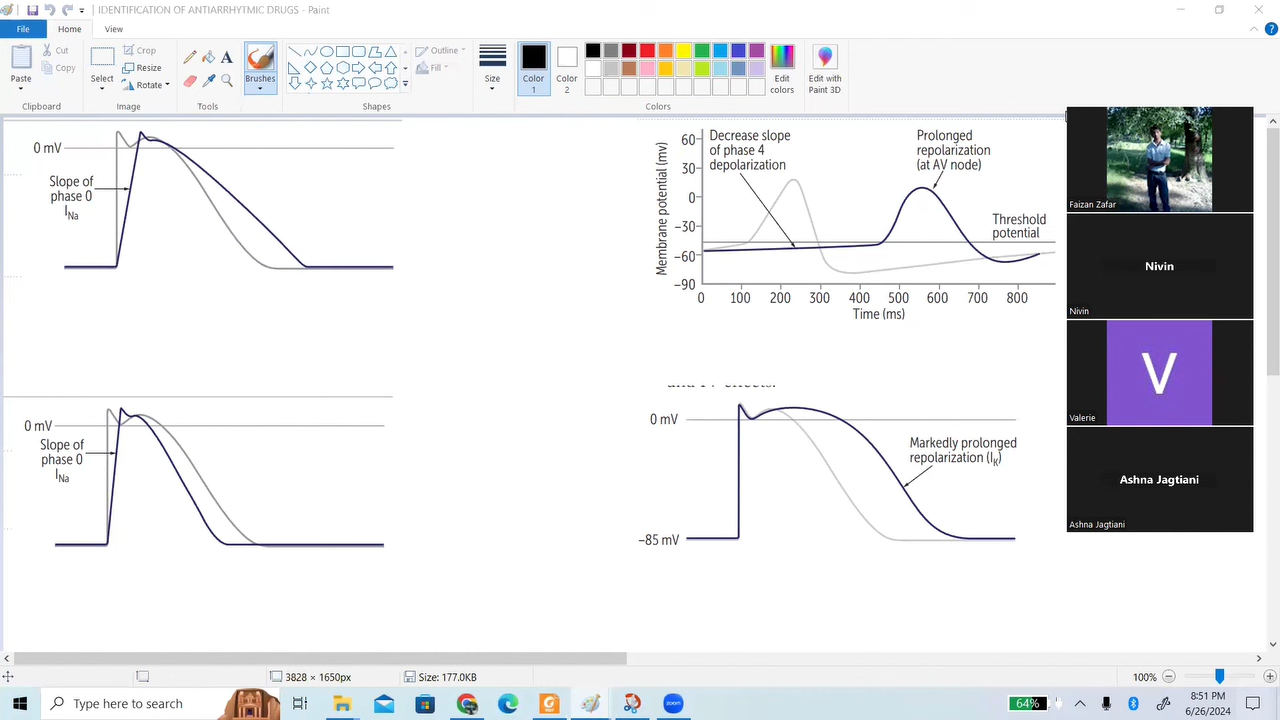 IDENTIFICATION OF ANTIARRHYTMIC DRUGS - Paint
File
Home
View
Paste
Cut
Copy
Clipboard
Select
Crop
Resize
Rotate
Image
Tools
Brushes
Shapes
Outline
Fill
Size
Color
1
Color
2
Edit
colors
Colors
Edit with
Paint 3D
0 mV
Slope of
phase 0
INa
Membrane potential (mv)
60
30
0
−30
−60
−90
Decrease slope
of phase 4
depolarization
Prolonged
repolarization
(at AV node)
Threshold
potential
0
100
200
300
400
500
600
700
800
Time (ms)
0 mV
Slope of
phase 0
INa
0 mV
Markedly prolonged
repolarization (IK)
−85 mV
Faizan Zafar
Nivin
Nivin
V
Valerie
Ashna Jagtiani
Ashna Jagtiani
3828 × 1650px
Size: 177.0KB
100%
Type here to search
zoom
64%
8:51 PM
6/26/2024